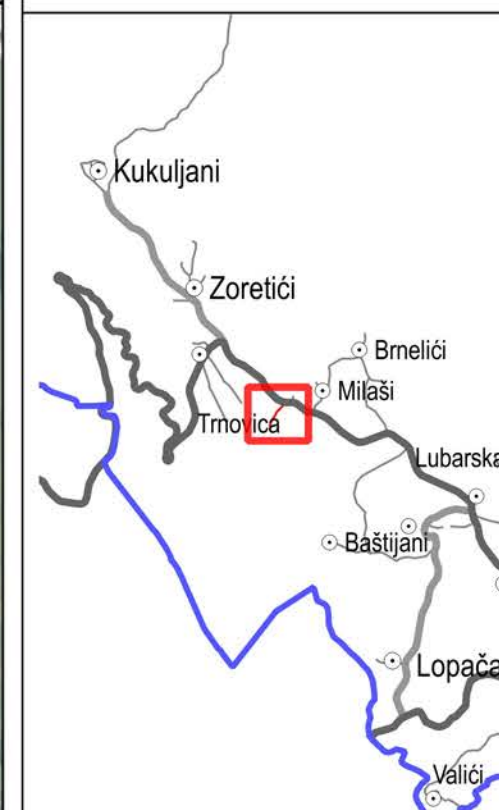 Kukuljani
Zoretići
Brnelići
Milaši
Trnovica
Lubarska
Baštijani
Lopača
Valići